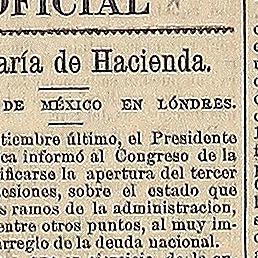 OFICIAL
aría de Hacienda.
DE MÉXICO EN LÓNDRES.
tiembre último, el Presidente
ca informó al Congreso de la
ificarse la apertura del tercer
esiones, sobre el estado que
s ramos de la administracion,
entre otros puntos, al muy im-
arreglo de la deuda nacional.